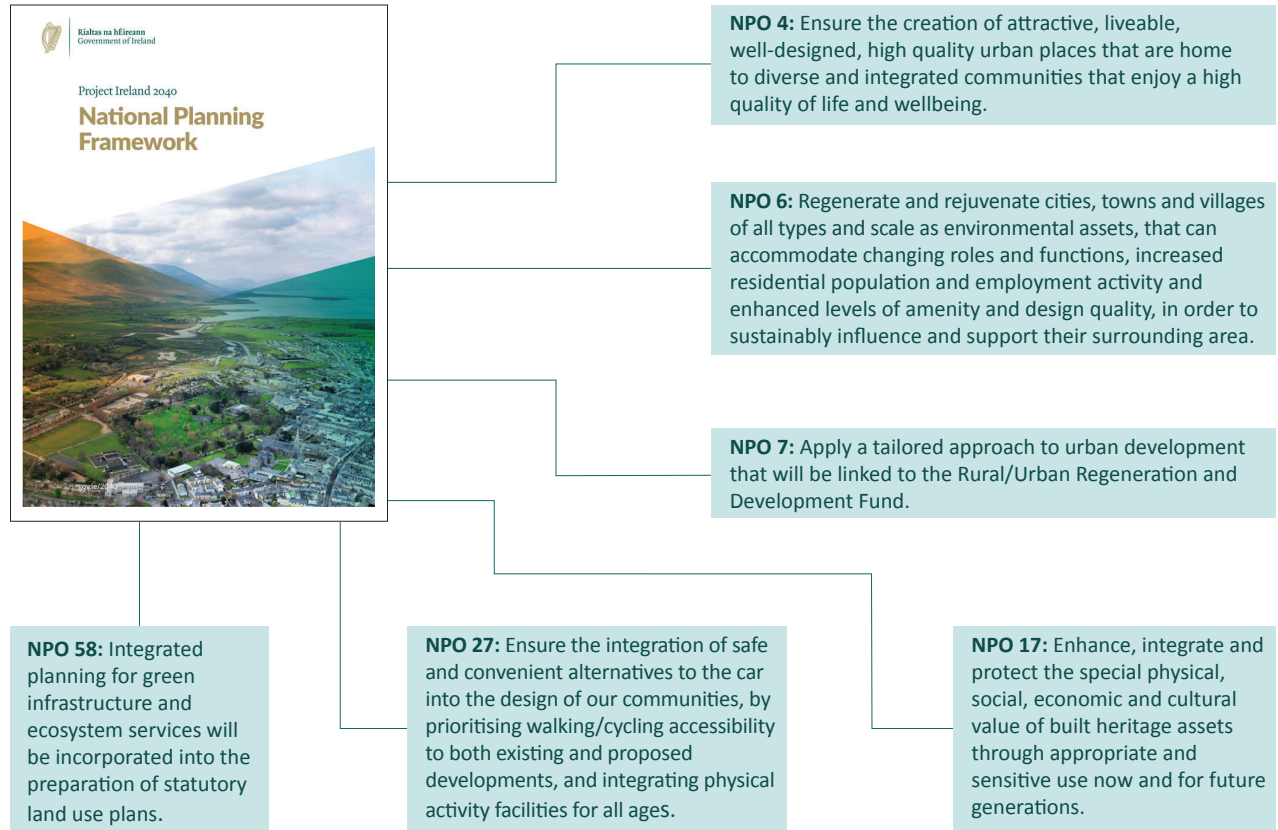 Rialtas na hÉireann
Government of Ireland
Project Ireland 2040
National Planning
Framework
gov.ie/2040
NPO 4: Ensure the creation of attractive, liveable,
well-designed, high quality urban places that are home
to diverse and integrated communities that enjoy a high
quality of life and wellbeing.
NPO 6: Regenerate and rejuvenate cities, towns and villages
of all types and scale as environmental assets, that can
accommodate changing roles and functions, increased
residential population and employment activity and
enhanced levels of amenity and design quality, in order to
sustainably influence and support their surrounding area.
NPO 7: Apply a tailored approach to urban development
that will be linked to the Rural/Urban Regeneration and
Development Fund.
NPO 58: Integrated
planning for green
infrastructure and
ecosystem services will
be incorporated into the
preparation of statutory
land use plans.
NPO 27: Ensure the integration of safe
and convenient alternatives to the car
into the design of our communities, by
prioritising walking/cycling accessibility
to both existing and proposed
developments, and integrating physical
activity facilities for all ages.
NPO 17: Enhance, integrate and
protect the special physical,
social, economic and cultural
value of built heritage assets
through appropriate and
sensitive use now and for future
generations.